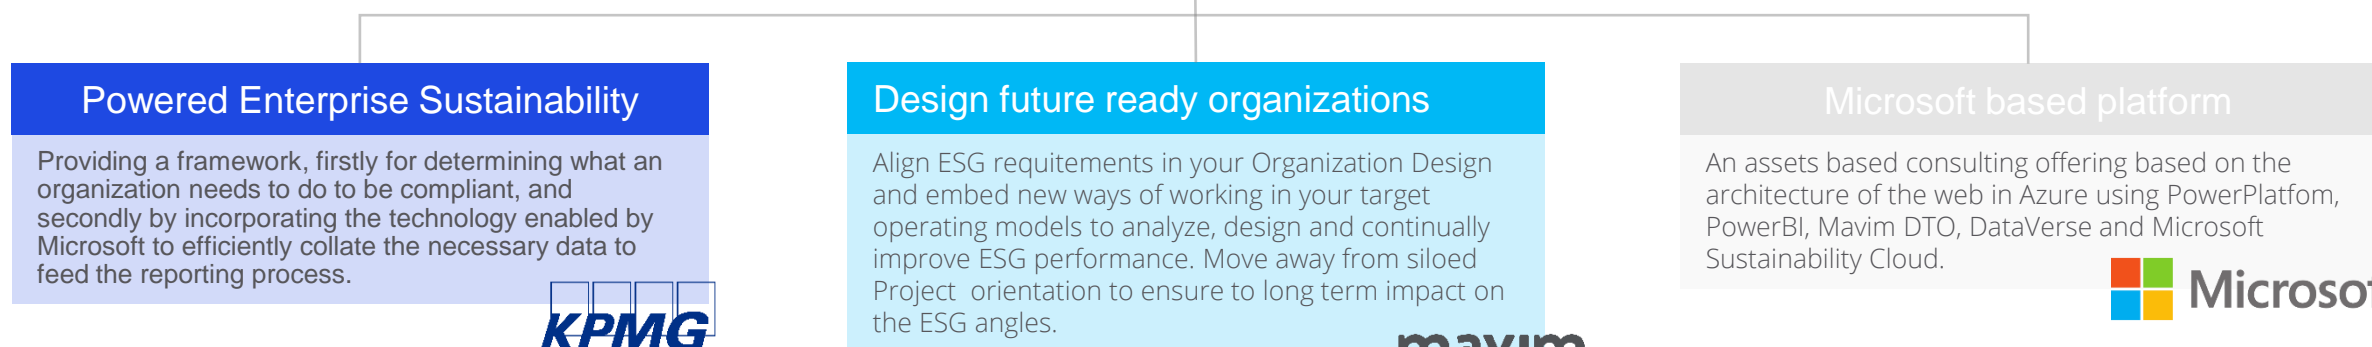 Powered Enterprise Sustainability
Providing a framework, firstly for determining what an
organization needs to do to be compliant, and
secondly by incorporating the technology enabled by
Microsoft to efficiently collate the necessary data to
feed the reporting process.
KPMG
Design future ready organizations
Align ESG requitements in your Organization Design
and embed new ways of working in your target
operating models to analyze, design and continually
improve ESG performance. Move away from siloed
Project  orientation to ensure to long term impact on
the ESG angles.
mavim
Microsoft based platform
An assets based consulting offering based on the
architecture of the web in Azure using PowerPlatfom,
PowerBI, Mavim DTO, DataVerse and Microsoft
Sustainability Cloud.
Microsoft